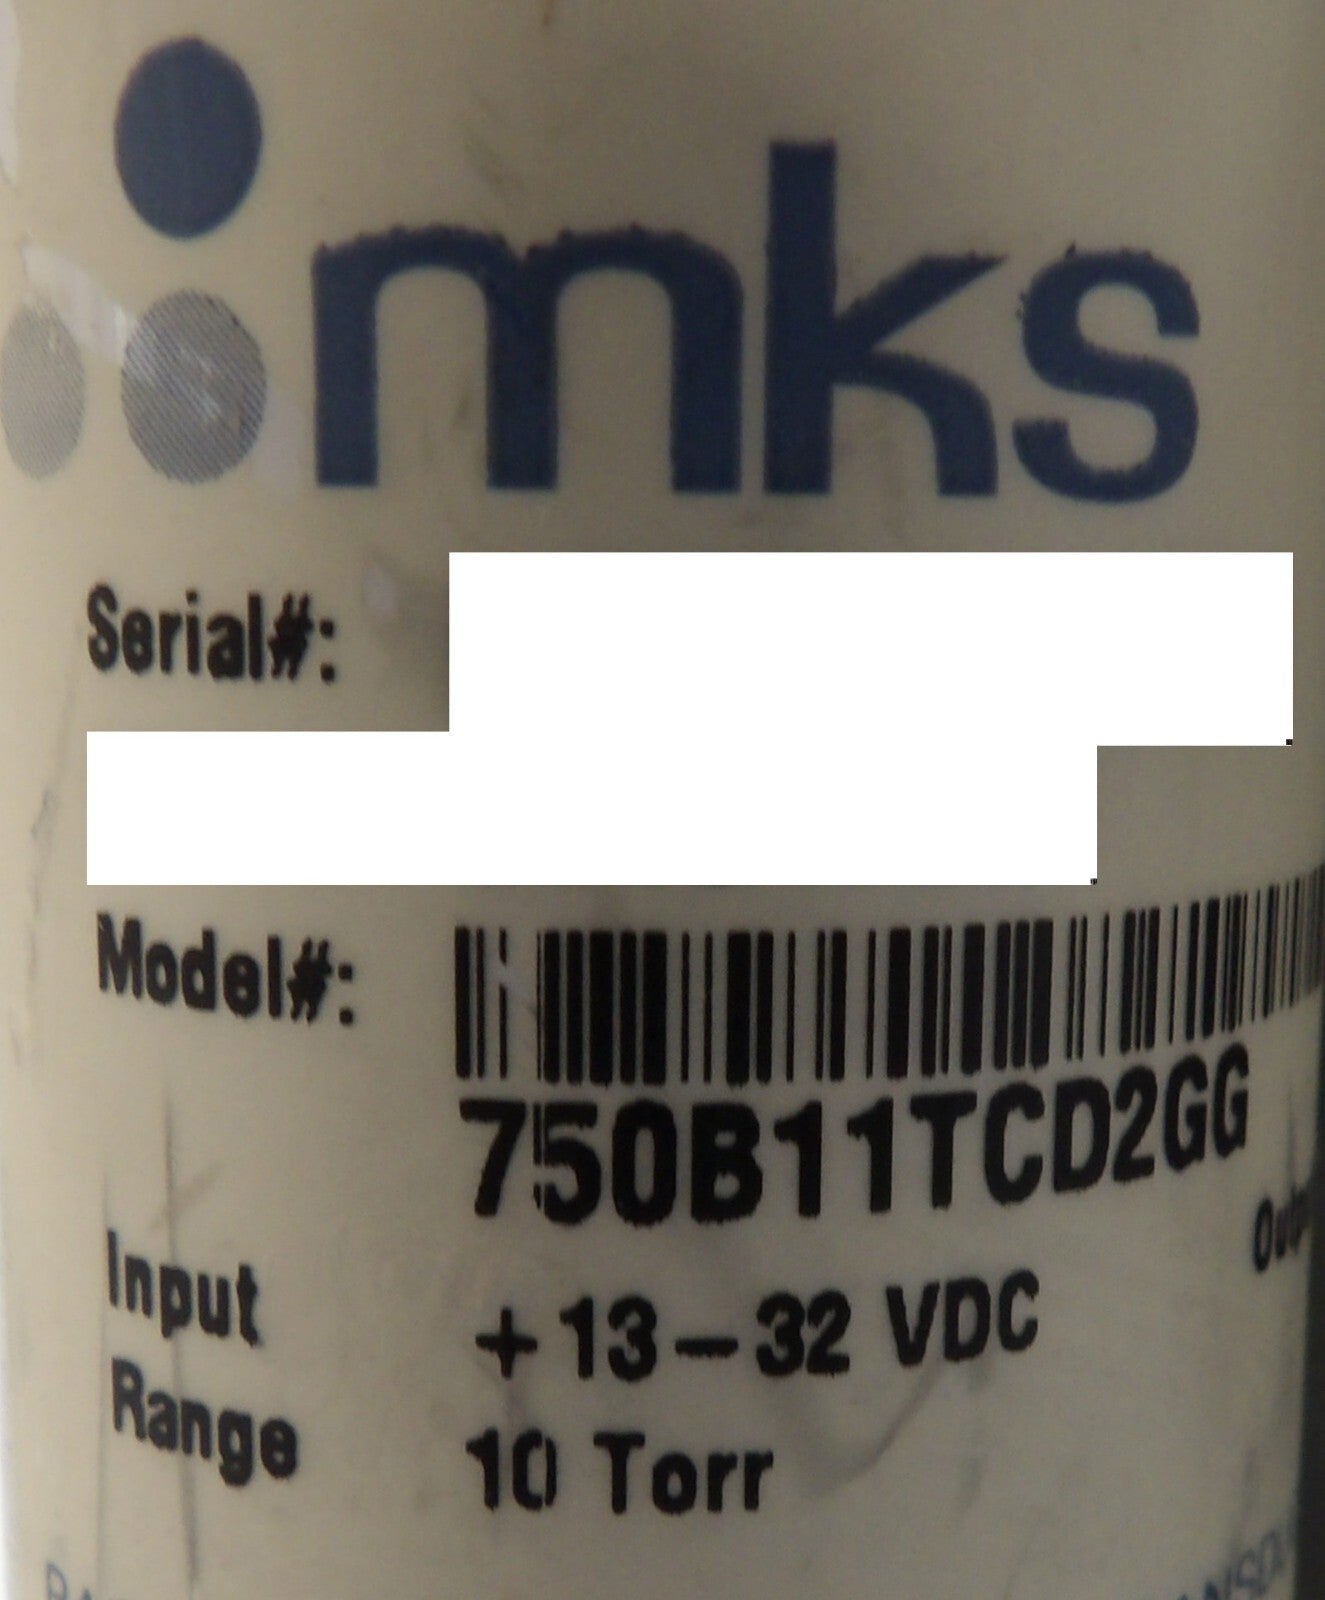 mks
Serial#:
Model#:
750B11TCD2GG
Input + 13 – 32 VDC
Range 10 Torr